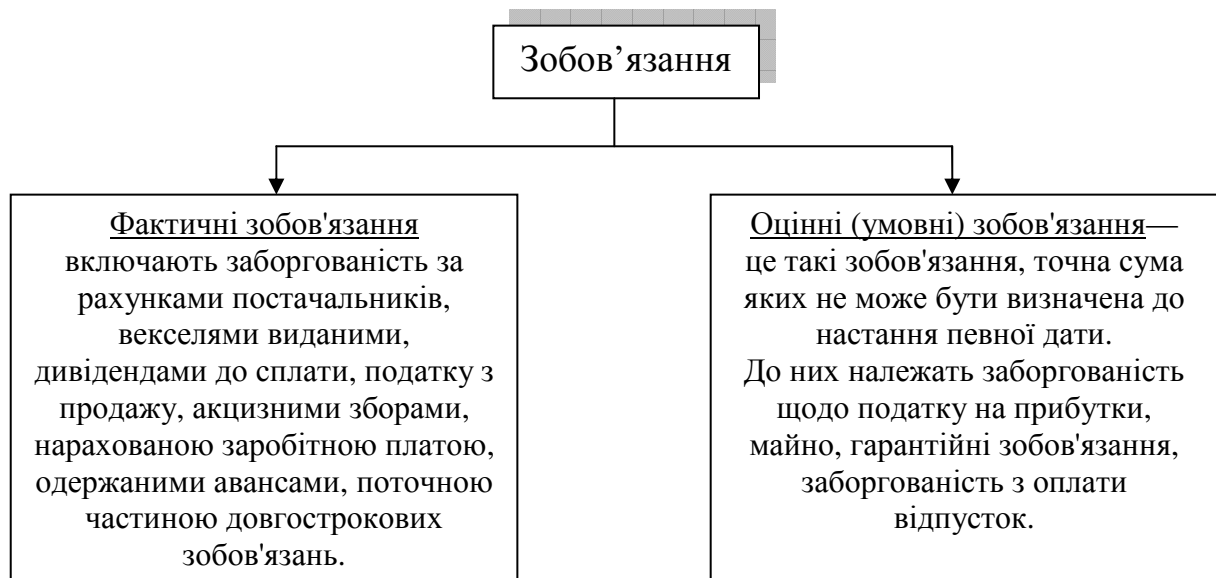 Зобов’язання
Фактичні зобов'язання
включають заборгованість за
рахунками постачальників,
векселями виданими,
дивідендами до сплати, податку з
продажу, акцизними зборами,
нарахованою заробітною платою,
одержаними авансами, поточною
частиною довгострокових
зобов'язань.
Оцінні (умовні) зобов'язання—
це такі зобов'язання, точна сума
яких не може бути визначена до
настання певної дати.
До них належать заборгованість
щодо податку на прибутки,
майно, гарантійні зобов'язання,
заборгованість з оплати
відпусток.